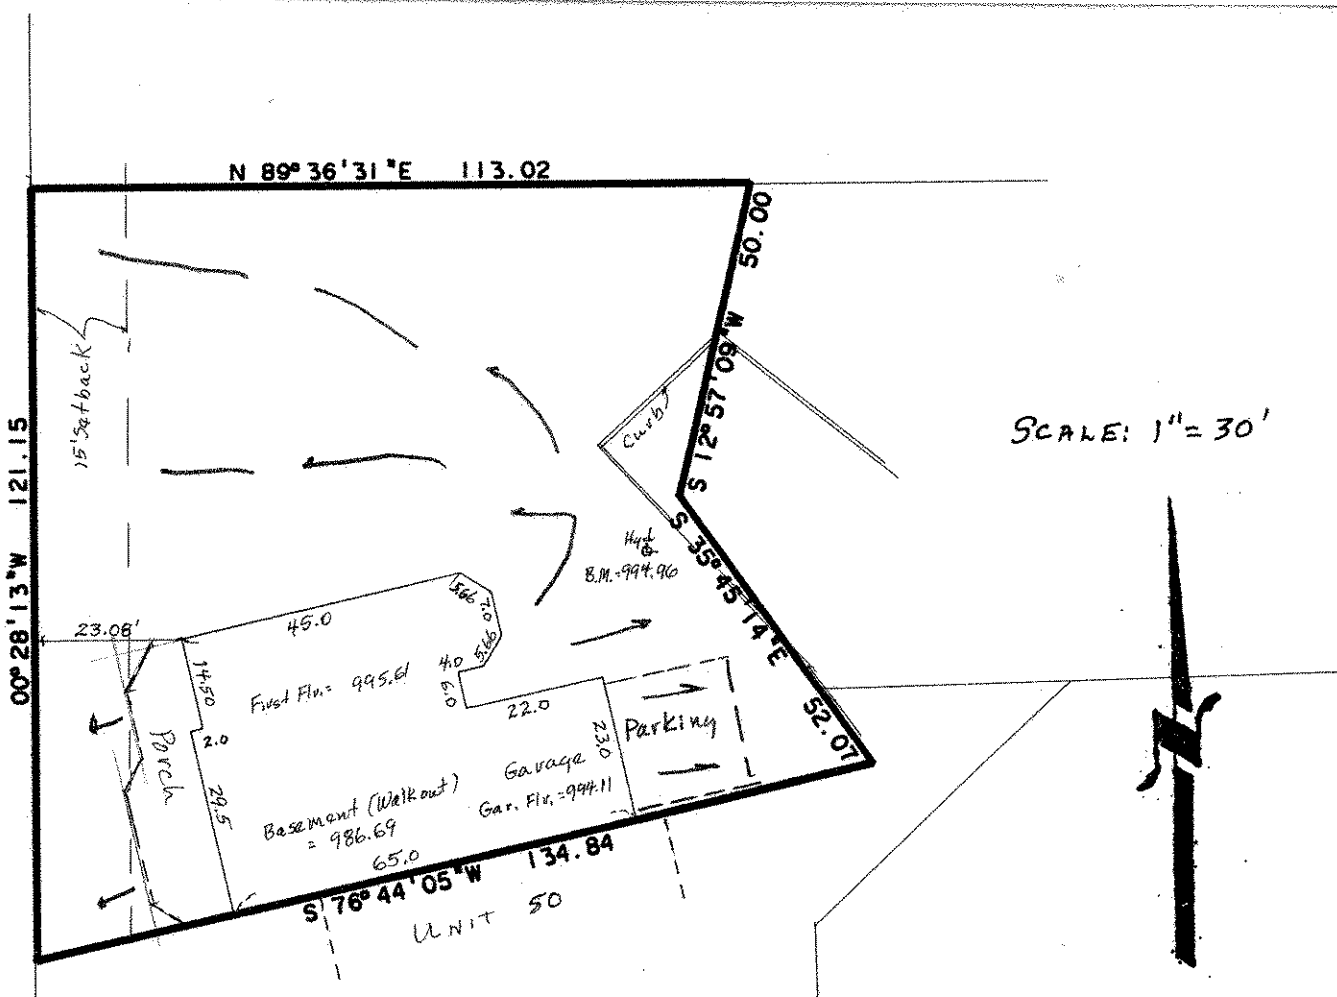 N 89° 36' 31 "E 113.02
50.00
S 12° 57' 09 "W
15' Setback
Curb
SCALE: 1" = 30'
00° 28' 13 "W 121.15
Hyd
B.M.=994.96
S 35° 45' 14 "E
52.07
23.08'
45.0
5.66
7.0
5.66
4.0
6.0
14.50
First Flr. = 995.61
22.0
2.0
Porch
29.5
23.0
Parking
Garage
Gar. Flr. = 994.11
Basement (Walkout)
= 986.69
65.0
S 76° 44' 05 "W 134.84
UNIT 50